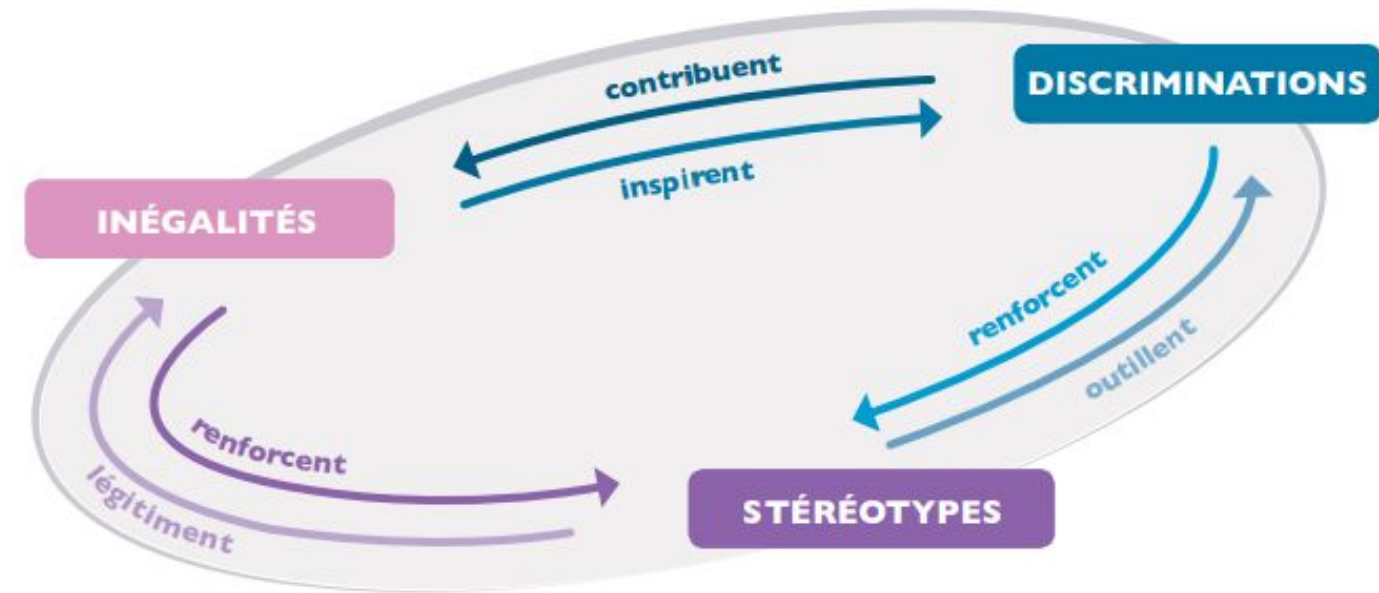 contribuent
DISCRIMINATIONS
inspirent
INÉGALITÉS
renforcent
outillent
renforcent
légitiment
STÉRÉOTYPES